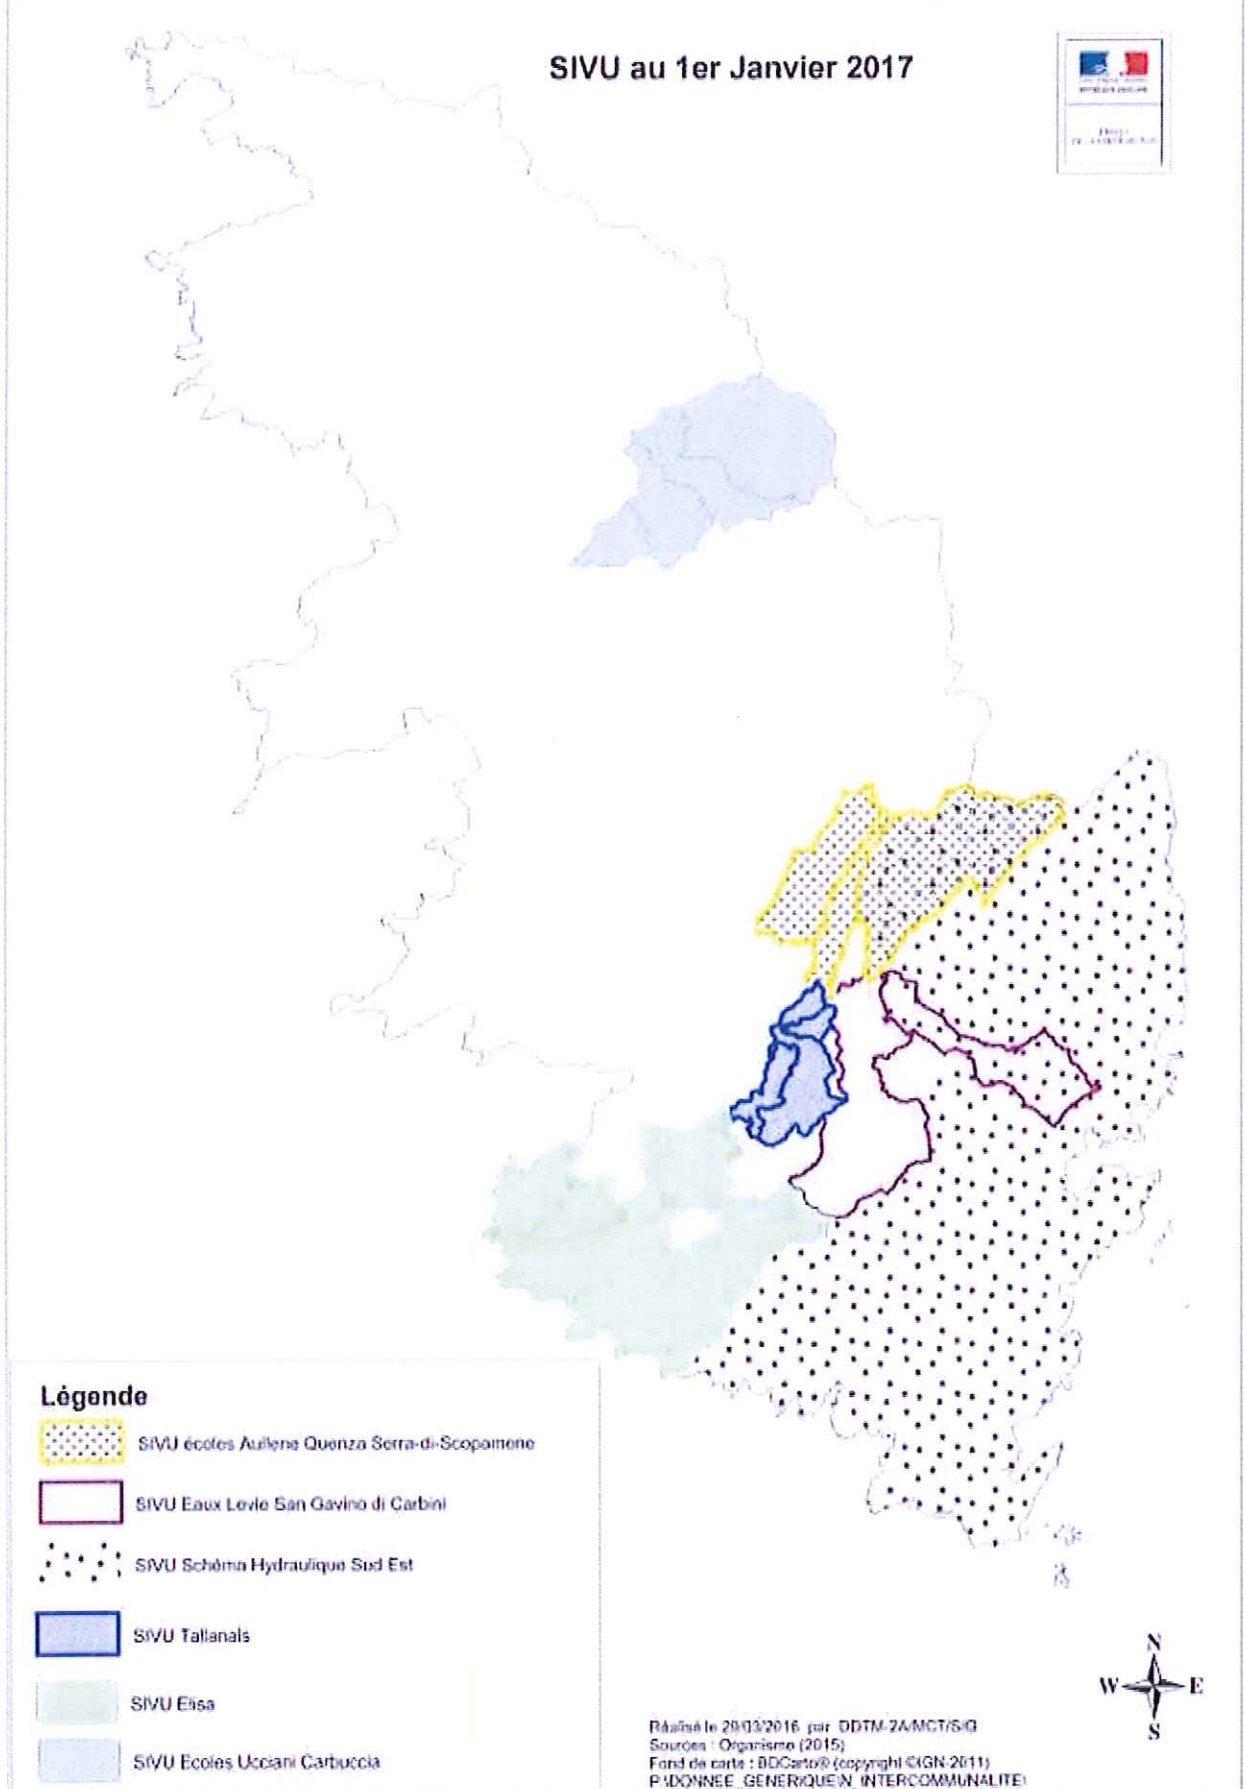 SIVU au 1er Janvier 2017
Légende
SIVU écoles Aullene Quenza Serra-di-Scopamene
SIVU Eaux Levie San Gavino di Carbini
SIVU Schéma Hydraulique Sud Est
SIVU Tallanais
SIVU Elisa
SIVU Ecoles Ucciani Carbuccia
N
W E
S
Réalisé le 29/03/2016 par DDTM-2A/MCT/SIG
Sources : Organisme (2015)
Fond de carte : BDCarto® (copyright ©IGN-2011)
P:\DONNEE_GENERIQUE\N_INTERCOMMUNALITE\